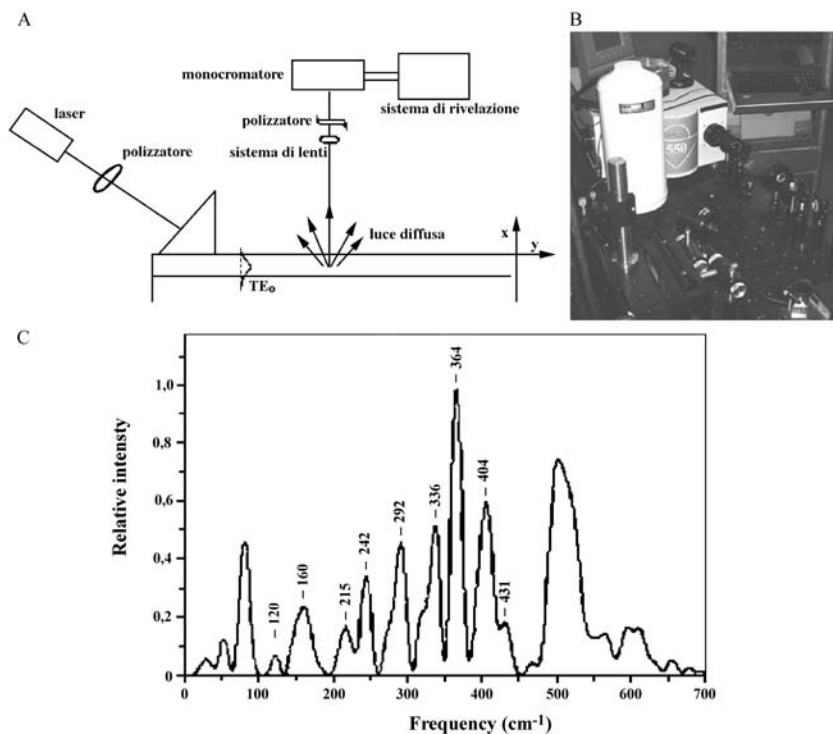 A
B
monocromatore
sistema di rivelazione
laser
polizzatore
polizzatore
sistema di lenti
luce diffusa
x
y
TE₀
550
C
Relative intensty
1,0
0,8
0,6
0,4
0,2
0
120
160
215
242
292
336
364
404
431
0 100 200 300 400 500 600 700
Frequency (cm⁻¹)